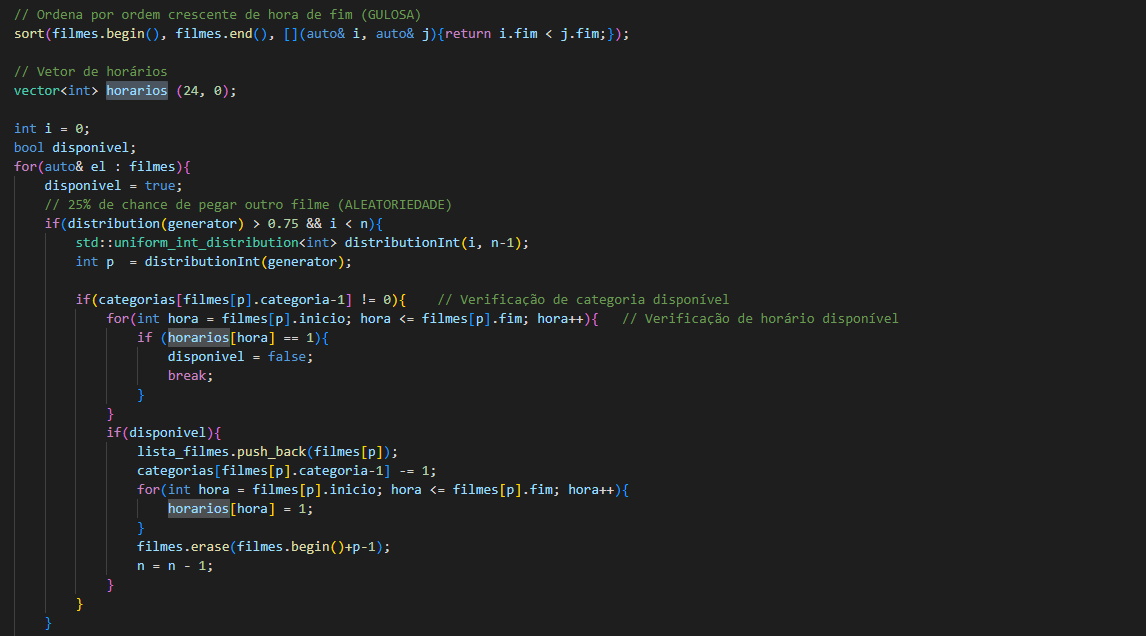 // Ordena por ordem crescente de hora de fim (GULOSA)
sort(filmes.begin(), filmes.end(), [](auto& i, auto& j){return i.fim < j.fim;});

// Vetor de horários
vector<int> horarios (24, 0);

int i = 0;
bool disponivel;
for(auto& el : filmes){
    disponivel = true;
    // 25% de chance de pegar outro filme (ALEATORIEDADE)
    if(distribution(generator) > 0.75 && i < n){
        std::uniform_int_distribution<int> distributionInt(i, n-1);
        int p  = distributionInt(generator);

        if(categorias[filmes[p].categoria-1] != 0){    // Verificação de categoria disponível
            for(int hora = filmes[p].inicio; hora <= filmes[p].fim; hora++){   // Verificação de horário disponível
                if (horarios[hora] == 1){
                    disponivel = false;
                    break;
                }
            }
            if(disponivel){
                lista_filmes.push_back(filmes[p]);
                categorias[filmes[p].categoria-1] -= 1;
                for(int hora = filmes[p].inicio; hora <= filmes[p].fim; hora++){
                    horarios[hora] = 1;
                }
                filmes.erase(filmes.begin()+p-1);
                n = n - 1;
            }
        }
    }